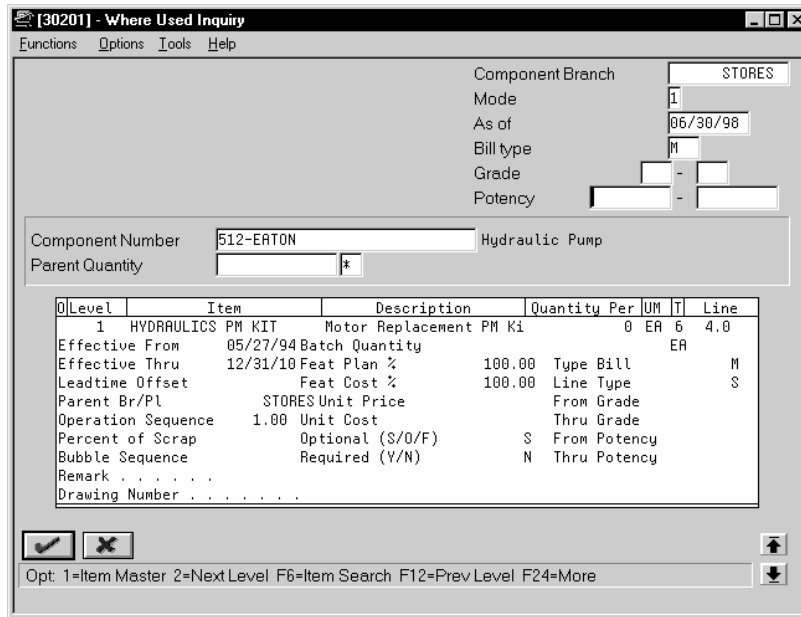 [30201] - Where Used Inquiry
Functions Options Tools Help
Component Branch STORES
Mode 1
As of 06/30/98
Bill type M
Grade -
Potency -
Component Number 512-EATON Hydraulic Pump
Parent Quantity *
O Level Item Description Quantity Per UM T Line
1 HYDRAULICS PM KIT Motor Replacement PM Ki 0 EA 6 4.0
Effective From 05/27/94 Batch Quantity EA
Effective Thru 12/31/10 Feat Plan % 100.00 Type Bill M
Leadtime Offset Feat Cost % 100.00 Line Type S
Parent Br/Pl STORES Unit Price From Grade
Operation Sequence 1.00 Unit Cost Thru Grade
Percent of Scrap Optional (S/O/F) S From Potency
Bubble Sequence Required (Y/N) N Thru Potency
Remark . . . . . .
Drawing Number . . . . . . .
Opt: 1=Item Master 2=Next Level F6=Item Search F12=Prev Level F24=More